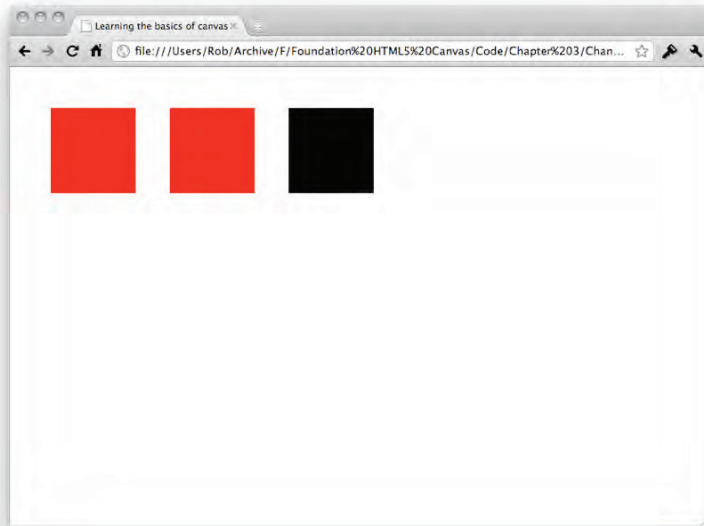 Learning the basics of canvas
file:///Users/Rob/Archive/F/Foundation%20HTML5%20Canvas/Code/Chapter%203/Chan...